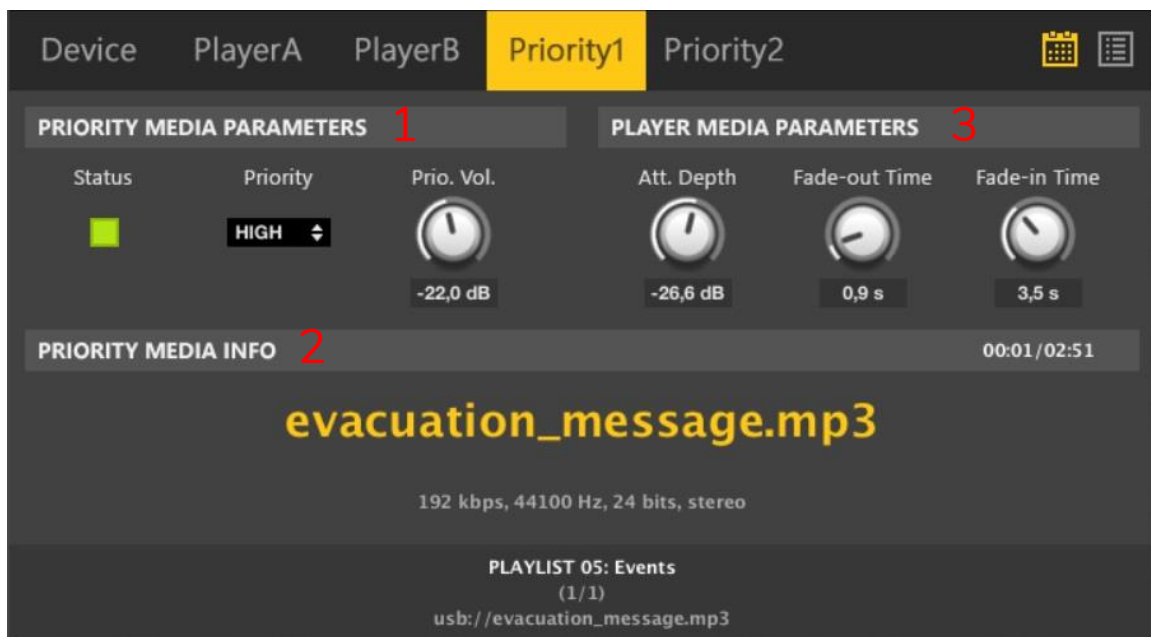 Device PlayerA PlayerB Priority1 Priority2
PRIORITY MEDIA PARAMETERS 1
Status Priority Prio. Vol.
HIGH
-22,0 dB
PLAYER MEDIA PARAMETERS 3
Att. Depth Fade-out Time Fade-in Time
-26,6 dB 0,9 s 3,5 s
PRIORITY MEDIA INFO 2 00:01/02:51
evacuation_message.mp3
192 kbps, 44100 Hz, 24 bits, stereo
PLAYLIST 05: Events
(1/1)
usb://evacuation_message.mp3